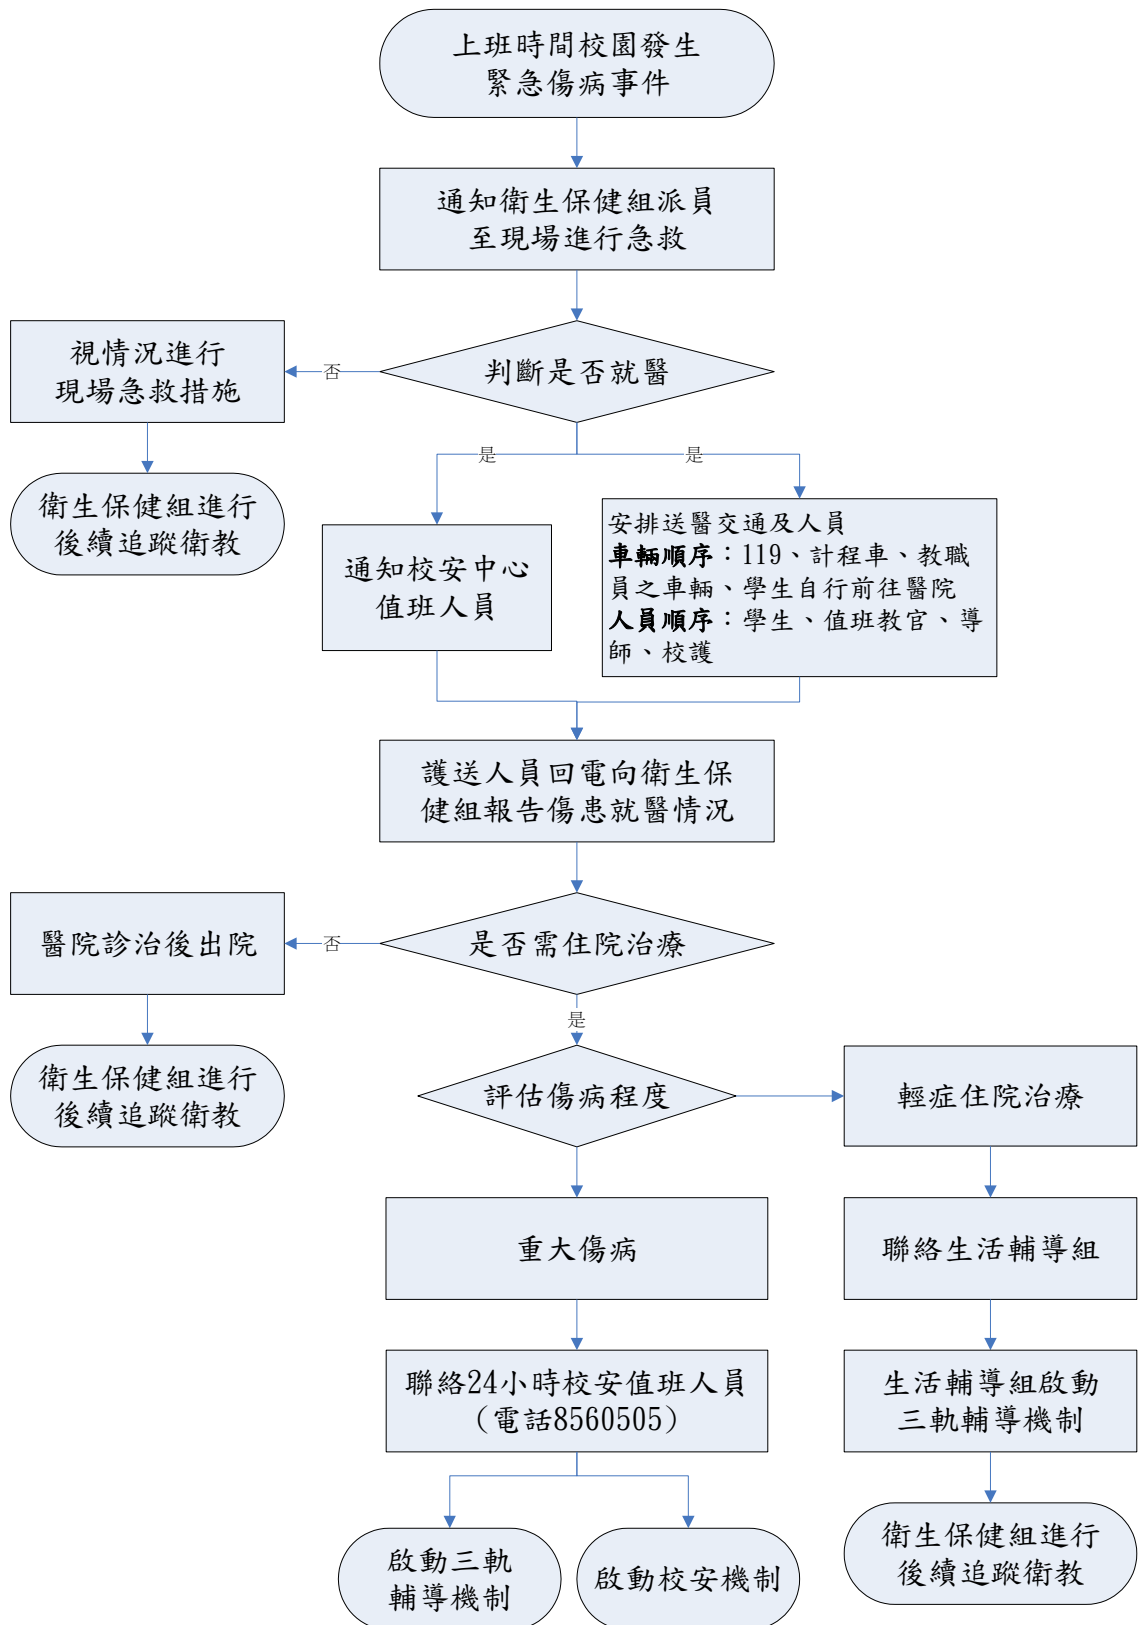 上班時間校園發生
緊急傷病事件
通知衛生保健組派員
至現場進行急救
判斷是否就醫
否
視情況進行
現場急救措施
衛生保健組進行
後續追蹤衛教
是
是
通知校安中心
值班人員
安排送醫交通及人員
車輛順序：119、計程車、教職
員之車輛、學生自行前往醫院
人員順序：學生、值班教官、導
師、校護
護送人員回電向衛生保
健組報告傷患就醫情況
是否需住院治療
否
醫院診治後出院
衛生保健組進行
後續追蹤衛教
是
評估傷病程度
輕症住院治療
重大傷病
聯絡生活輔導組
聯絡24小時校安值班人員
（電話8560505）
生活輔導組啟動
三軌輔導機制
啟動三軌
輔導機制
啟動校安機制
衛生保健組進行
後續追蹤衛教